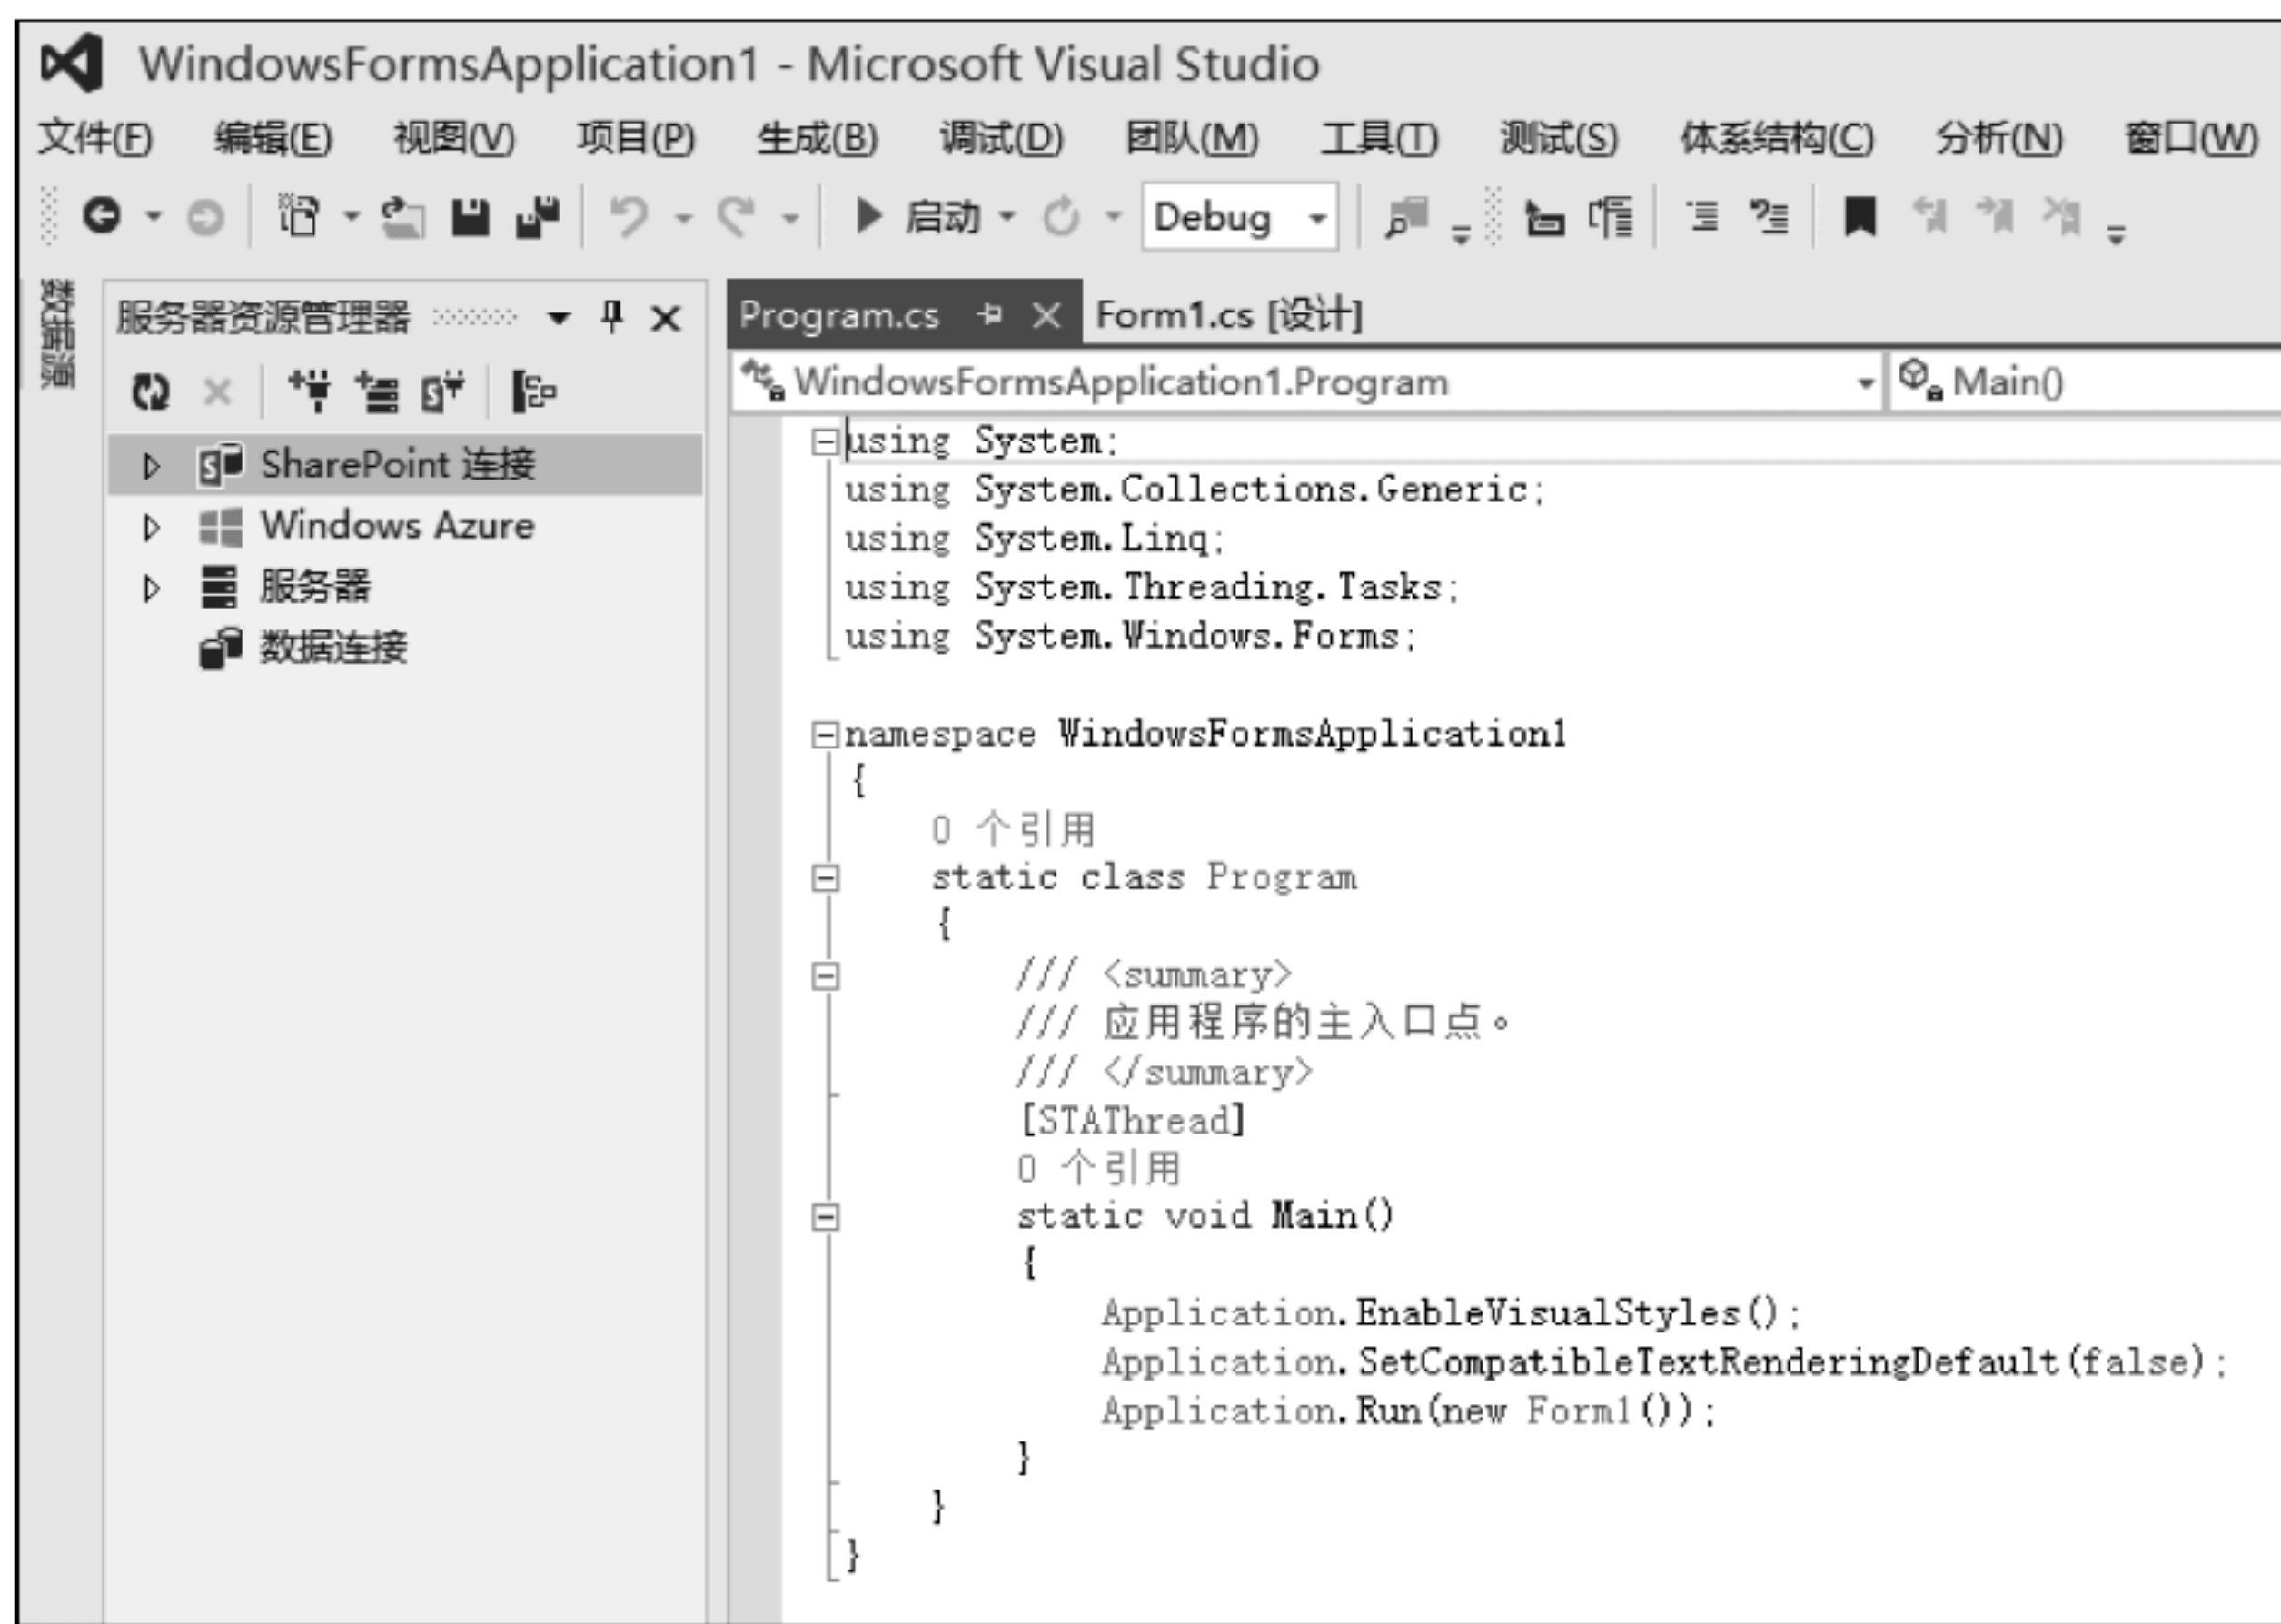 WindowsFormsApplication1 - Microsoft Visual Studio
文件(F) 编辑(E) 视图(V) 项目(P) 生成(B) 调试(D) 团队(M) 工具(T) 测试(S) 体系结构(C) 分析(N) 窗口(W)
启动 Debug
服务器资源管理器
SharePoint 连接
Windows Azure
服务器
数据连接
Program.cs Form1.cs [设计]
WindowsFormsApplication1.Program Main()
using System;
using System.Collections.Generic;
using System.Linq;
using System.Threading.Tasks;
using System.Windows.Forms;
namespace WindowsFormsApplication1
{
0 个引用
static class Program
{
/// <summary>
/// 应用程序的主入口点。
/// </summary>
[STAThread]
0 个引用
static void Main()
{
Application.EnableVisualStyles();
Application.SetCompatibleTextRenderingDefault(false);
Application.Run(new Form1());
}
}
}